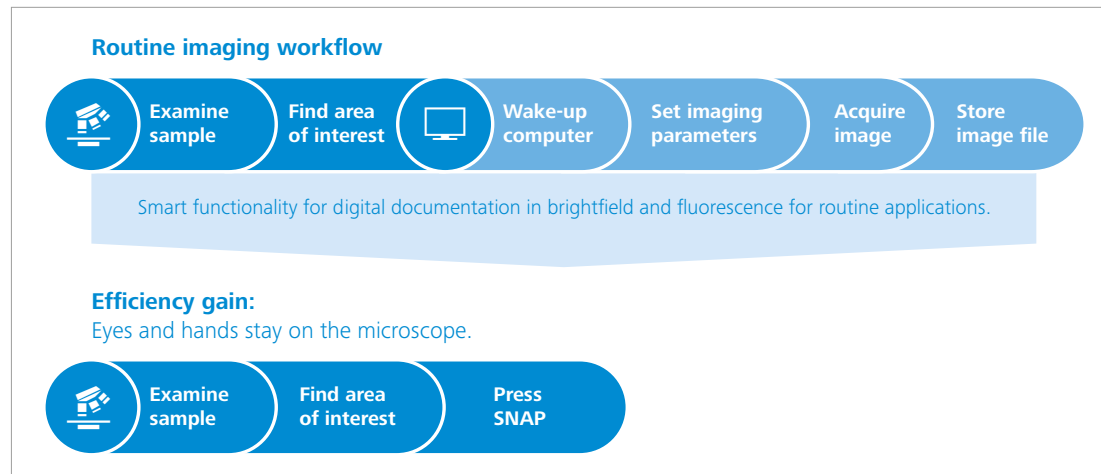 Routine imaging workflow
Examine
sample
Find area
of interest
Wake-up
computer
Set imaging
parameters
Acquire
image
Store
image file
Smart functionality for digital documentation in brightfield and fluorescence for routine applications.
Efficiency gain:
Eyes and hands stay on the microscope.
Examine
sample
Find area
of interest
Press
SNAP